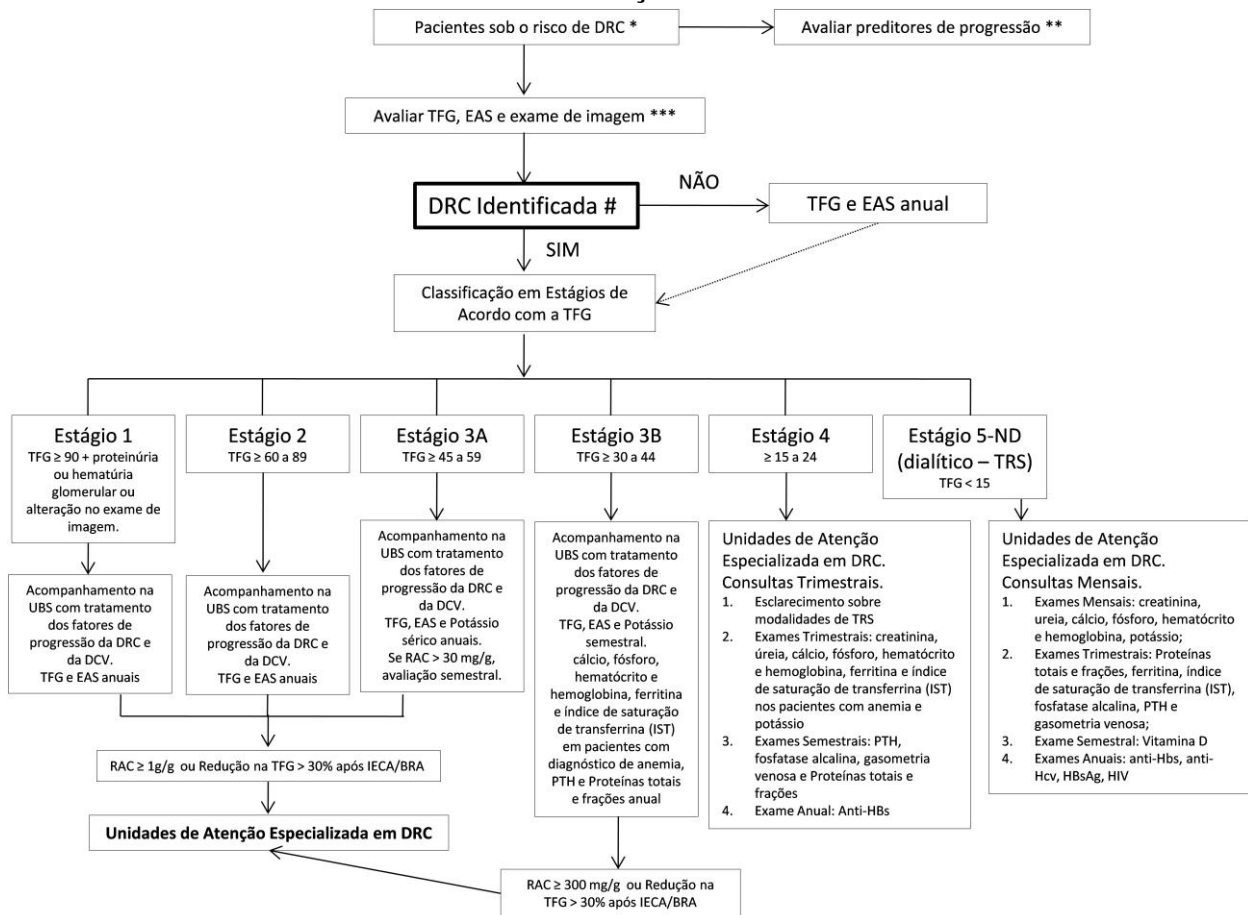 Pacientes sob o risco de DRC *
Avaliar preditores de progressão **
Avaliar TFG, EAS e exame de imagem ***
DRC Identificada #
NÃO
TFG e EAS anual
SIM
Classificação em Estágios de
Acordo com a TFG
Estágio 1
TFG ≥ 90 + proteinúria
ou hematúria
glomerular ou
alteração no exame de
imagem.
Acompanhamento na
UBS com tratamento
dos fatores de
progressão da DRC e
da DCV.
TFG e EAS anuais
Estágio 2
TFG ≥ 60 a 89
Acompanhamento na
UBS com tratamento
dos fatores de
progressão da DRC e
da DCV.
TFG e EAS anuais
Estágio 3A
TFG ≥ 45 a 59
Acompanhamento na
UBS com tratamento
dos fatores de
progressão da DRC e
da DCV.
TFG, EAS e Potássio
sérico anuais.
Se RAC > 30 mg/g,
avaliação semestral.
Estágio 3B
TFG ≥ 30 a 44
Acompanhamento na
UBS com tratamento
dos fatores de
progressão da DRC e
da DCV.
TFG, EAS e Potássio
semestral.
cálcio, fósforo,
hematócrito e
hemoglobina, ferritina
e índice de saturação
de transferrina (IST)
em pacientes com
diagnóstico de anemia,
PTH e Proteínas totais
e frações anual
Estágio 4
≥ 15 a 24
Unidades de Atenção
Especializada em DRC.
Consultas Trimestrais.
1. Esclarecimento sobre
modalidades de TRS
2. Exames Trimestrais: creatinina,
úreia, cálcio, fósforo, hematócrito
e hemoglobina, ferritina e índice
de saturação de transferrina (IST)
nos pacientes com anemia e
potássio
3. Exames Semestrais: PTH,
fosfatase alcalina, gasometria
venosa e Proteínas totais e
frações
4. Exame Anual: Anti-HBs
Estágio 5-ND
(dialítico – TRS)
TFG < 15
Unidades de Atenção
Especializada em DRC.
Consultas Mensais.
1. Exames Mensais: creatinina,
ureia, cálcio, fósforo, hematócrito
e hemoglobina, potássio;
2. Exames Trimestrais: Proteínas
totais e frações, ferritina, índice
de saturação de transferrina (IST),
fosfatase alcalina, PTH e
gasometria venosa;
3. Exame Semestral: Vitamina D
4. Exames Anuais: anti-Hbs, anti-
Hcv, HBsAg, HIV
RAC ≥ 1g/g ou Redução na TFG > 30% após IECA/BRA
Unidades de Atenção Especializada em DRC
RAC ≥ 300 mg/g ou Redução na
TFG > 30% após IECA/BRA